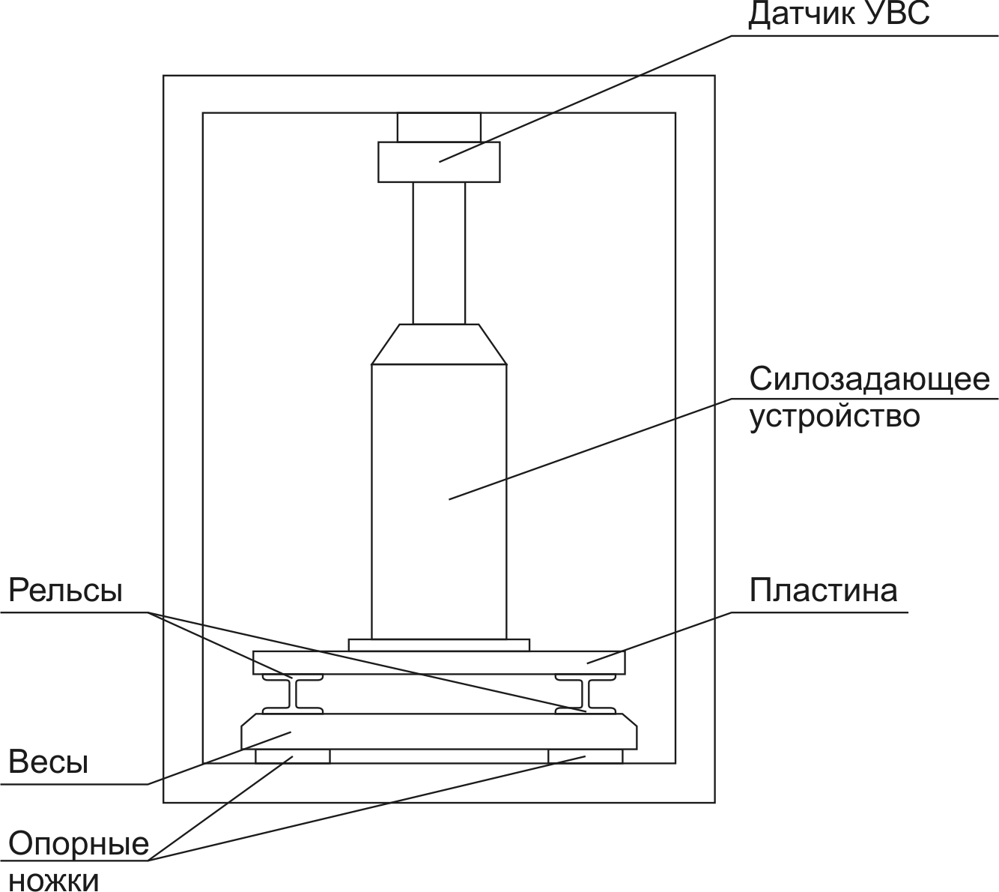 Датчик УВС
Силозадающее
устройство
Рельсы
Пластина
Весы
Опорные
ножки